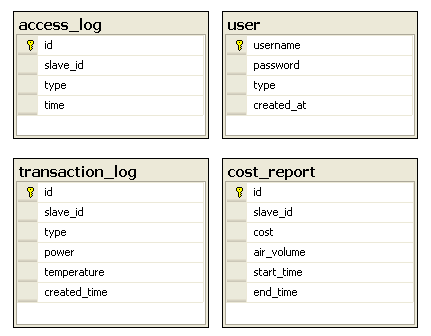 access_log
id
slave_id
type
time
user
username
password
type
created_at
transaction_log
id
slave_id
type
power
temperature
created_time
cost_report
id
slave_id
cost
air_volume
start_time
end_time